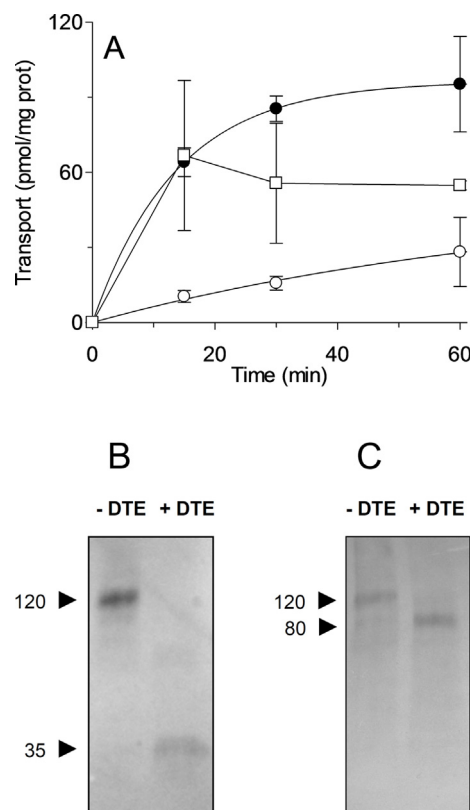 A
Transport (pmol/mg prot)
120
60
0
0 20 40 60
Time (min)
B C
- DTE + DTE - DTE + DTE
120 120
80
35